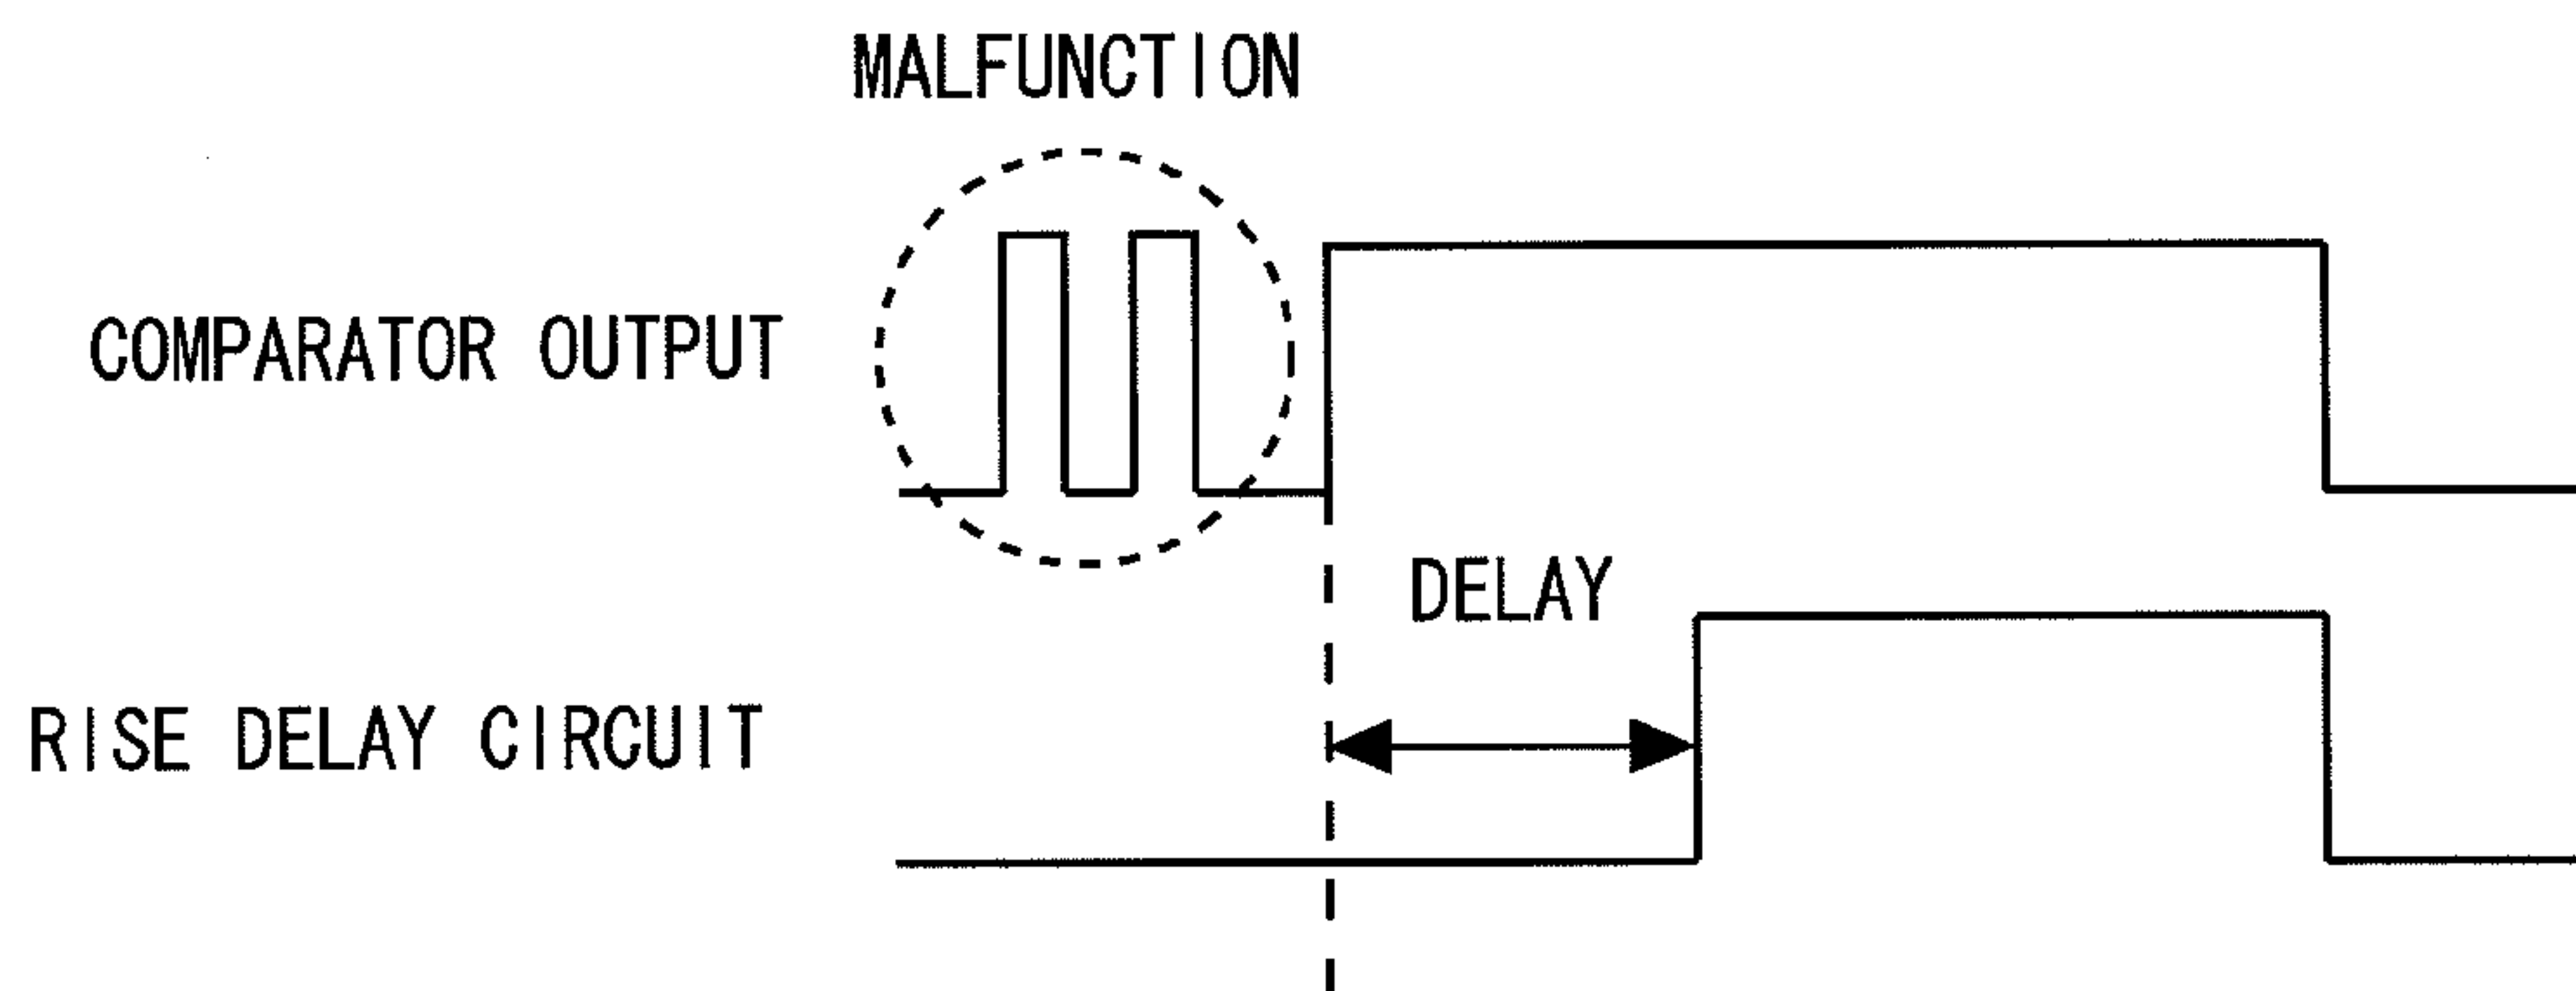 MALFUNCTION
COMPARATOR OUTPUT
DELAY
RISE DELAY CIRCUIT